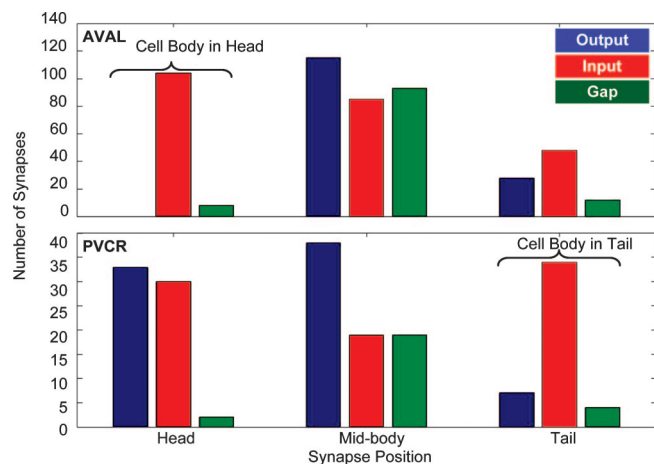 AVAL
Cell Body in Head
Output
Input
Gap
140
120
100
80
60
40
20
0
Number of Synapses
PVCR
Cell Body in Tail
40
35
30
25
20
15
10
5
0
Head
Mid-body
Tail
Synapse Position